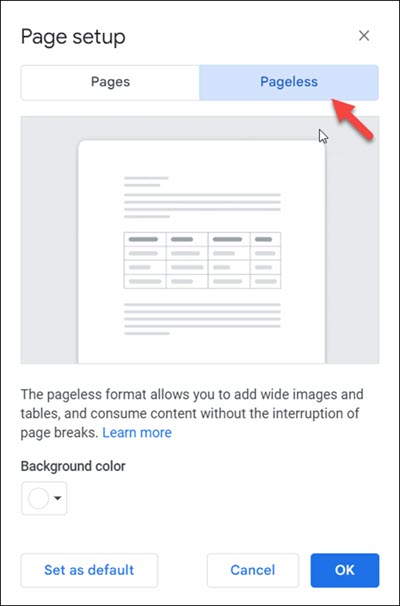 Page setup
Pages
Pageless
The pageless format allows you to add wide images and
tables, and consume content without the interruption of
page breaks. Learn more
Background color
Set as default
Cancel
OK